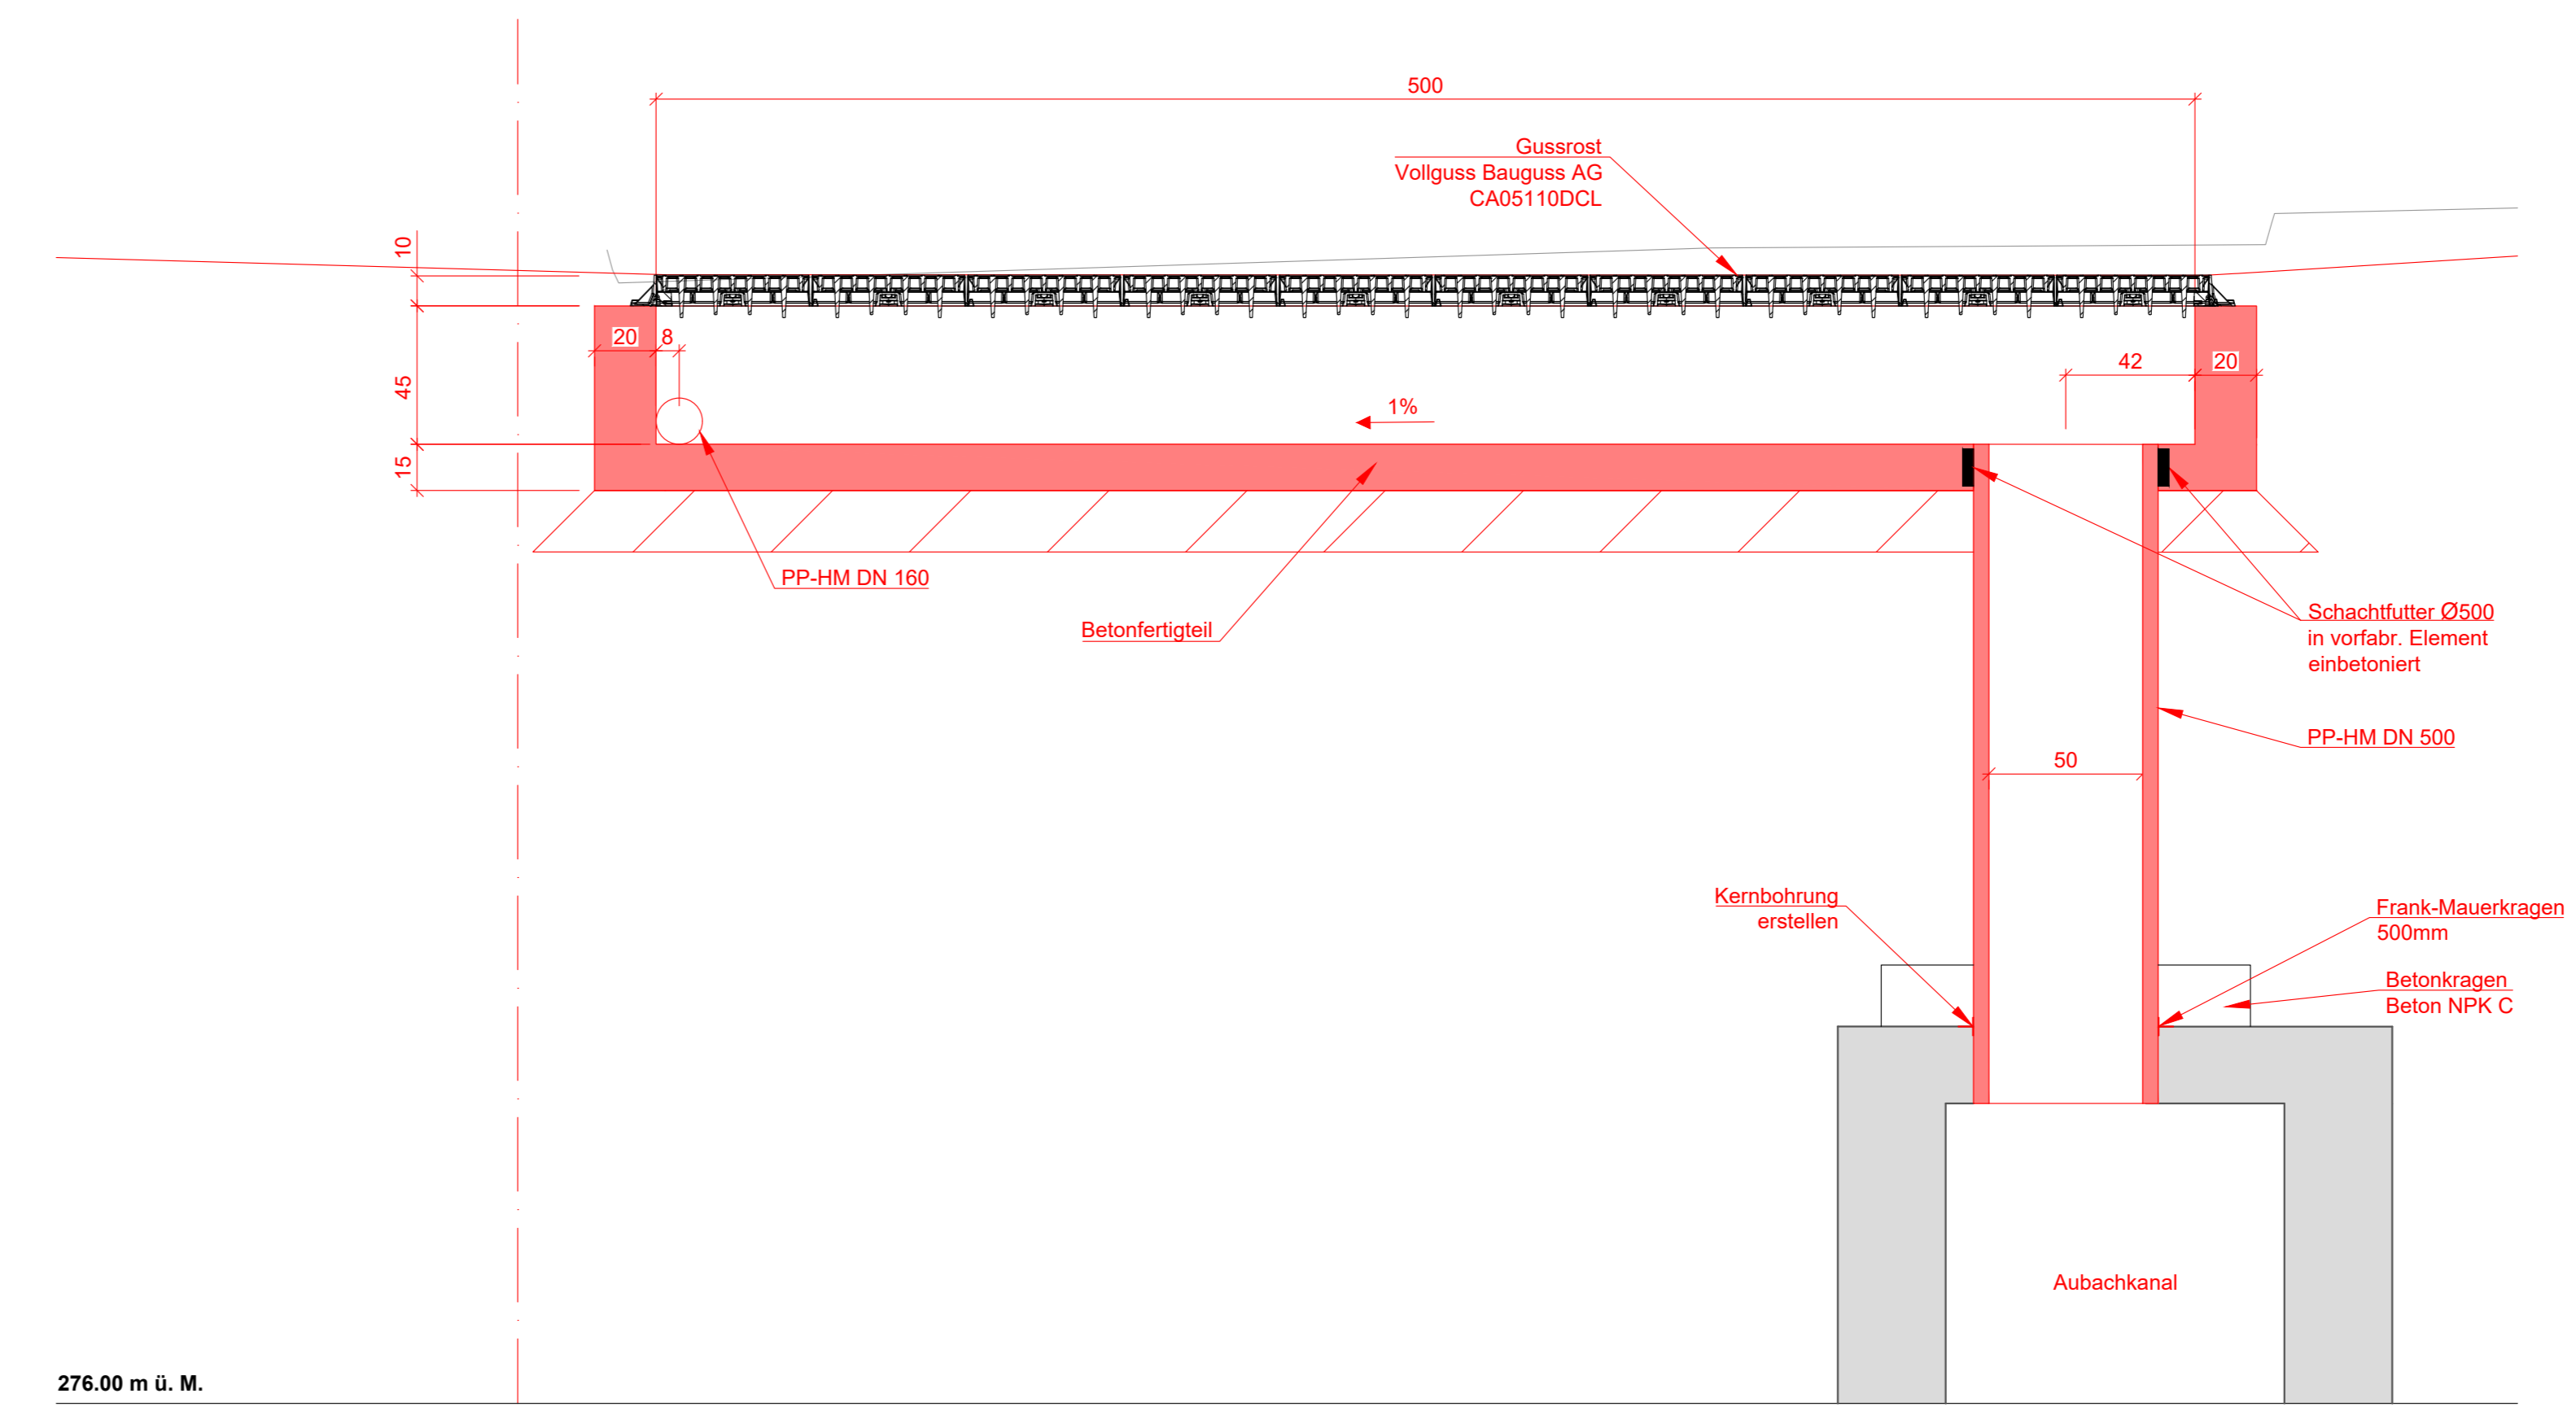 500
Gussrost
Vollguss Bauguss AG
CA05110DCL
10
20
8
42
20
45
1%
15
PP-HM DN 160
Betonfertigteil
Schachtfutter Ø500
in vorfabr. Element
einbetoniert
PP-HM DN 500
50
Kernbohrung
erstellen
Frank-Mauerkragen
500mm
Betonkragen
Beton NPK C
Aubachkanal
276.00 m ü. M.